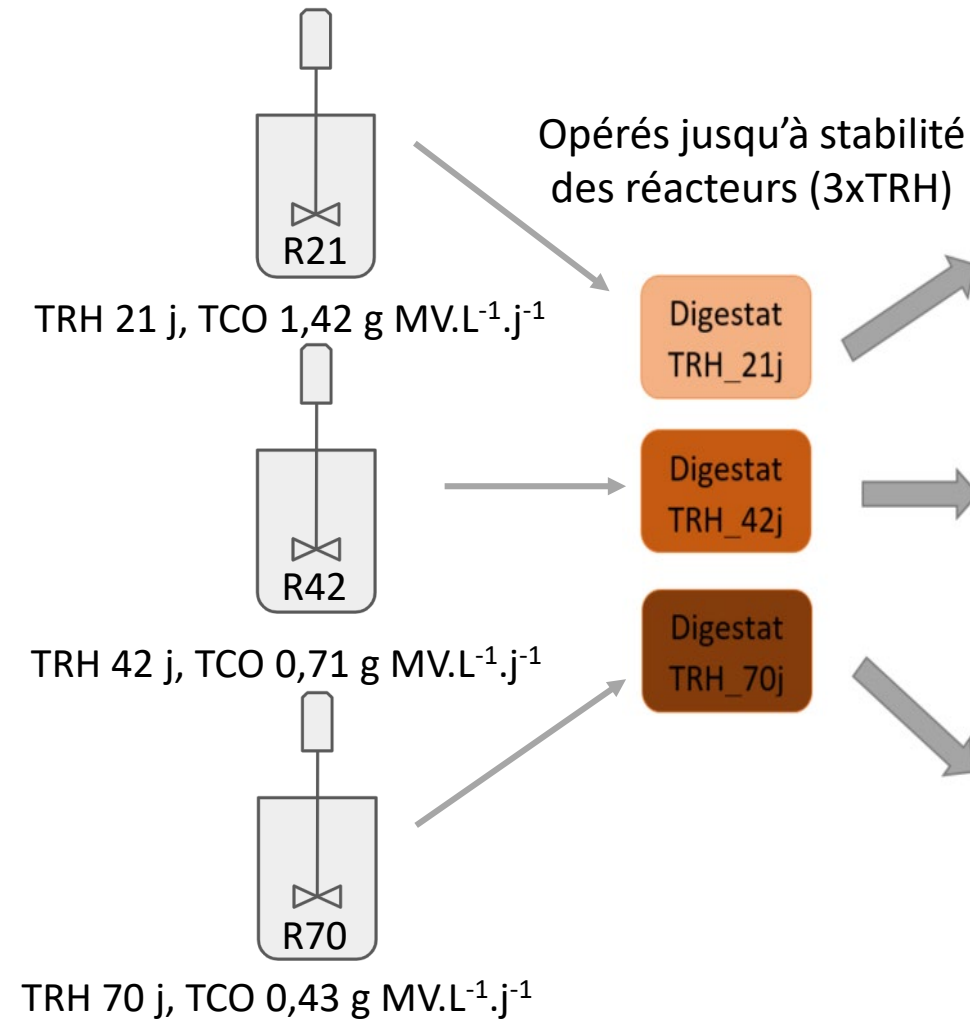 Opérés jusqu'à stabilité
des réacteurs (3xTRH)
R21
TRH 21 j, TCO 1,42 g MV.L⁻¹.j⁻¹
Digestat
TRH_21j
R42
TRH 42 j, TCO 0,71 g MV.L⁻¹.j⁻¹
Digestat
TRH_42j
R70
TRH 70 j, TCO 0,43 g MV.L⁻¹.j⁻¹
Digestat
TRH_70j